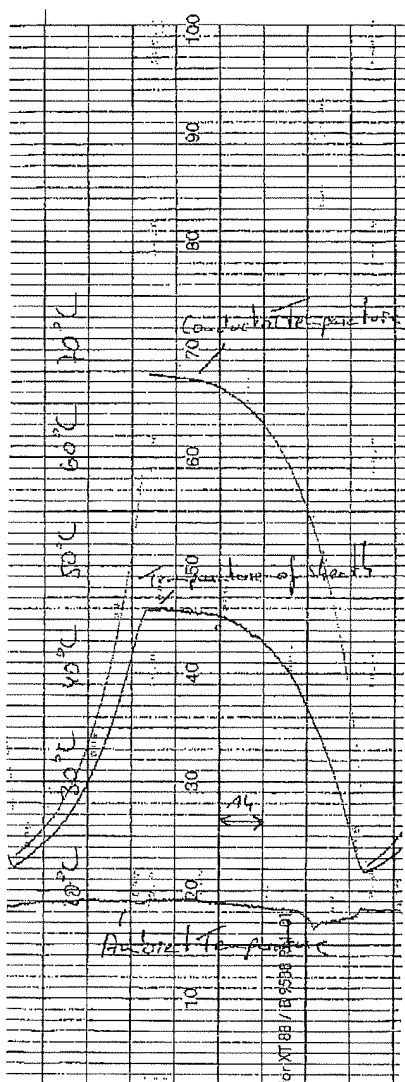 100
90
80
70
60
50
40
30
20
10
70°C
60°C
50°C
40°C
30°C
20°C
Conductor Temperature
Temperature of Sheath
Ambient Temperature